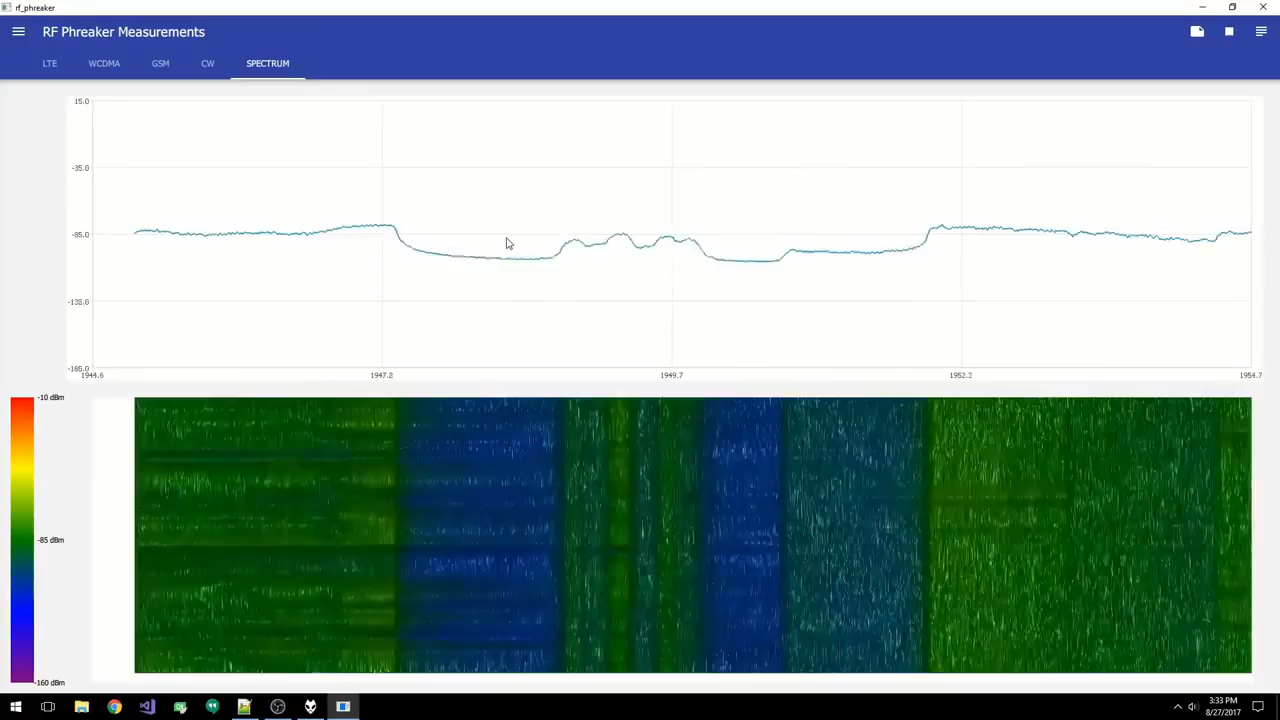 rf_phreaker
RF Phreaker Measurements
LTE
WCDMA
GSM
CW
SPECTRUM
15.0
-35.0
-85.0
-135.0
-165.0
1944.6
1947.2
1949.7
1952.2
1954.7
-10 dBm
-85 dBm
-160 dBm
3:33 PM
8/27/2017